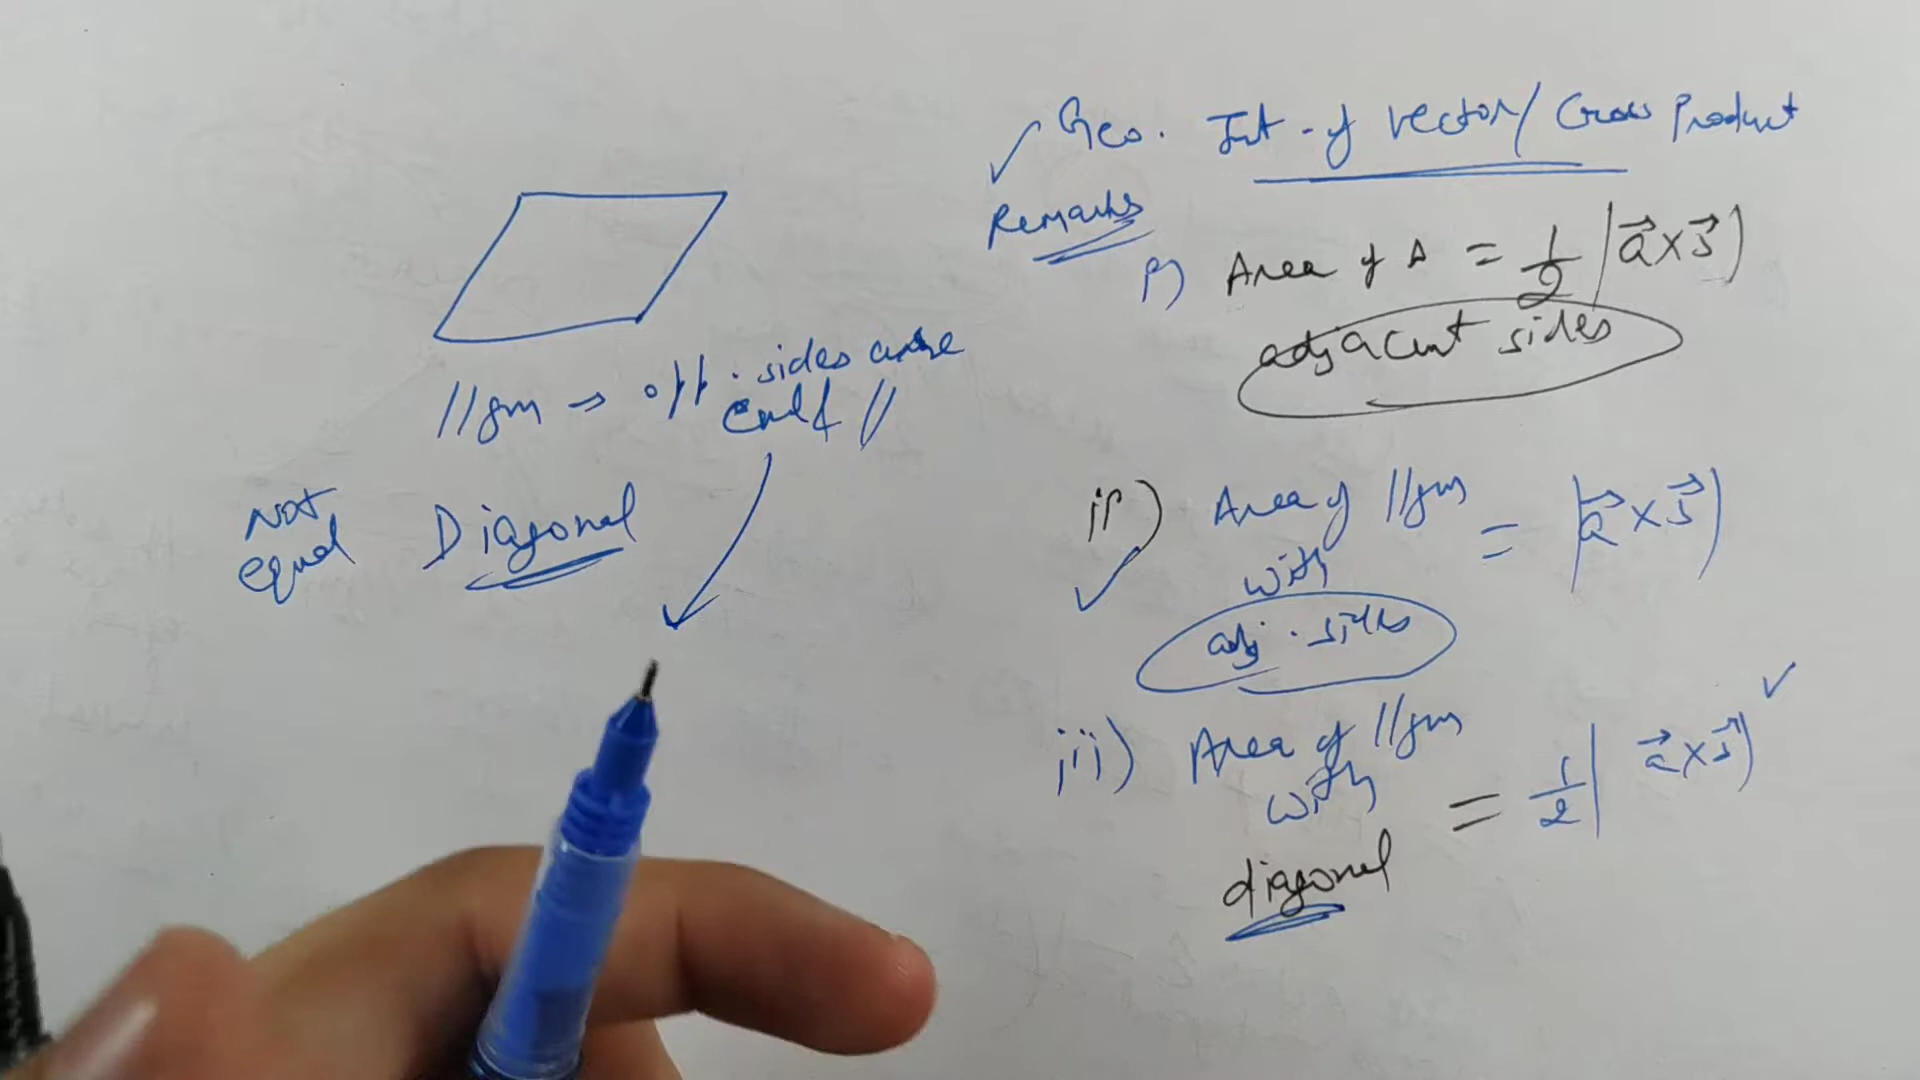 Geo. Int. of vector/Cross Product
Remarks
i) Area of Δ = 1/2 |a⃗×b⃗|
adjacent sides
//gm → opp. sides are
equal & //
Not
equal
Diagonal
ii) Area of //gm = |a⃗×b⃗|
with
adj. sides
iii) Area of //gm
with = 1/2 |a⃗×b⃗|
diagonal